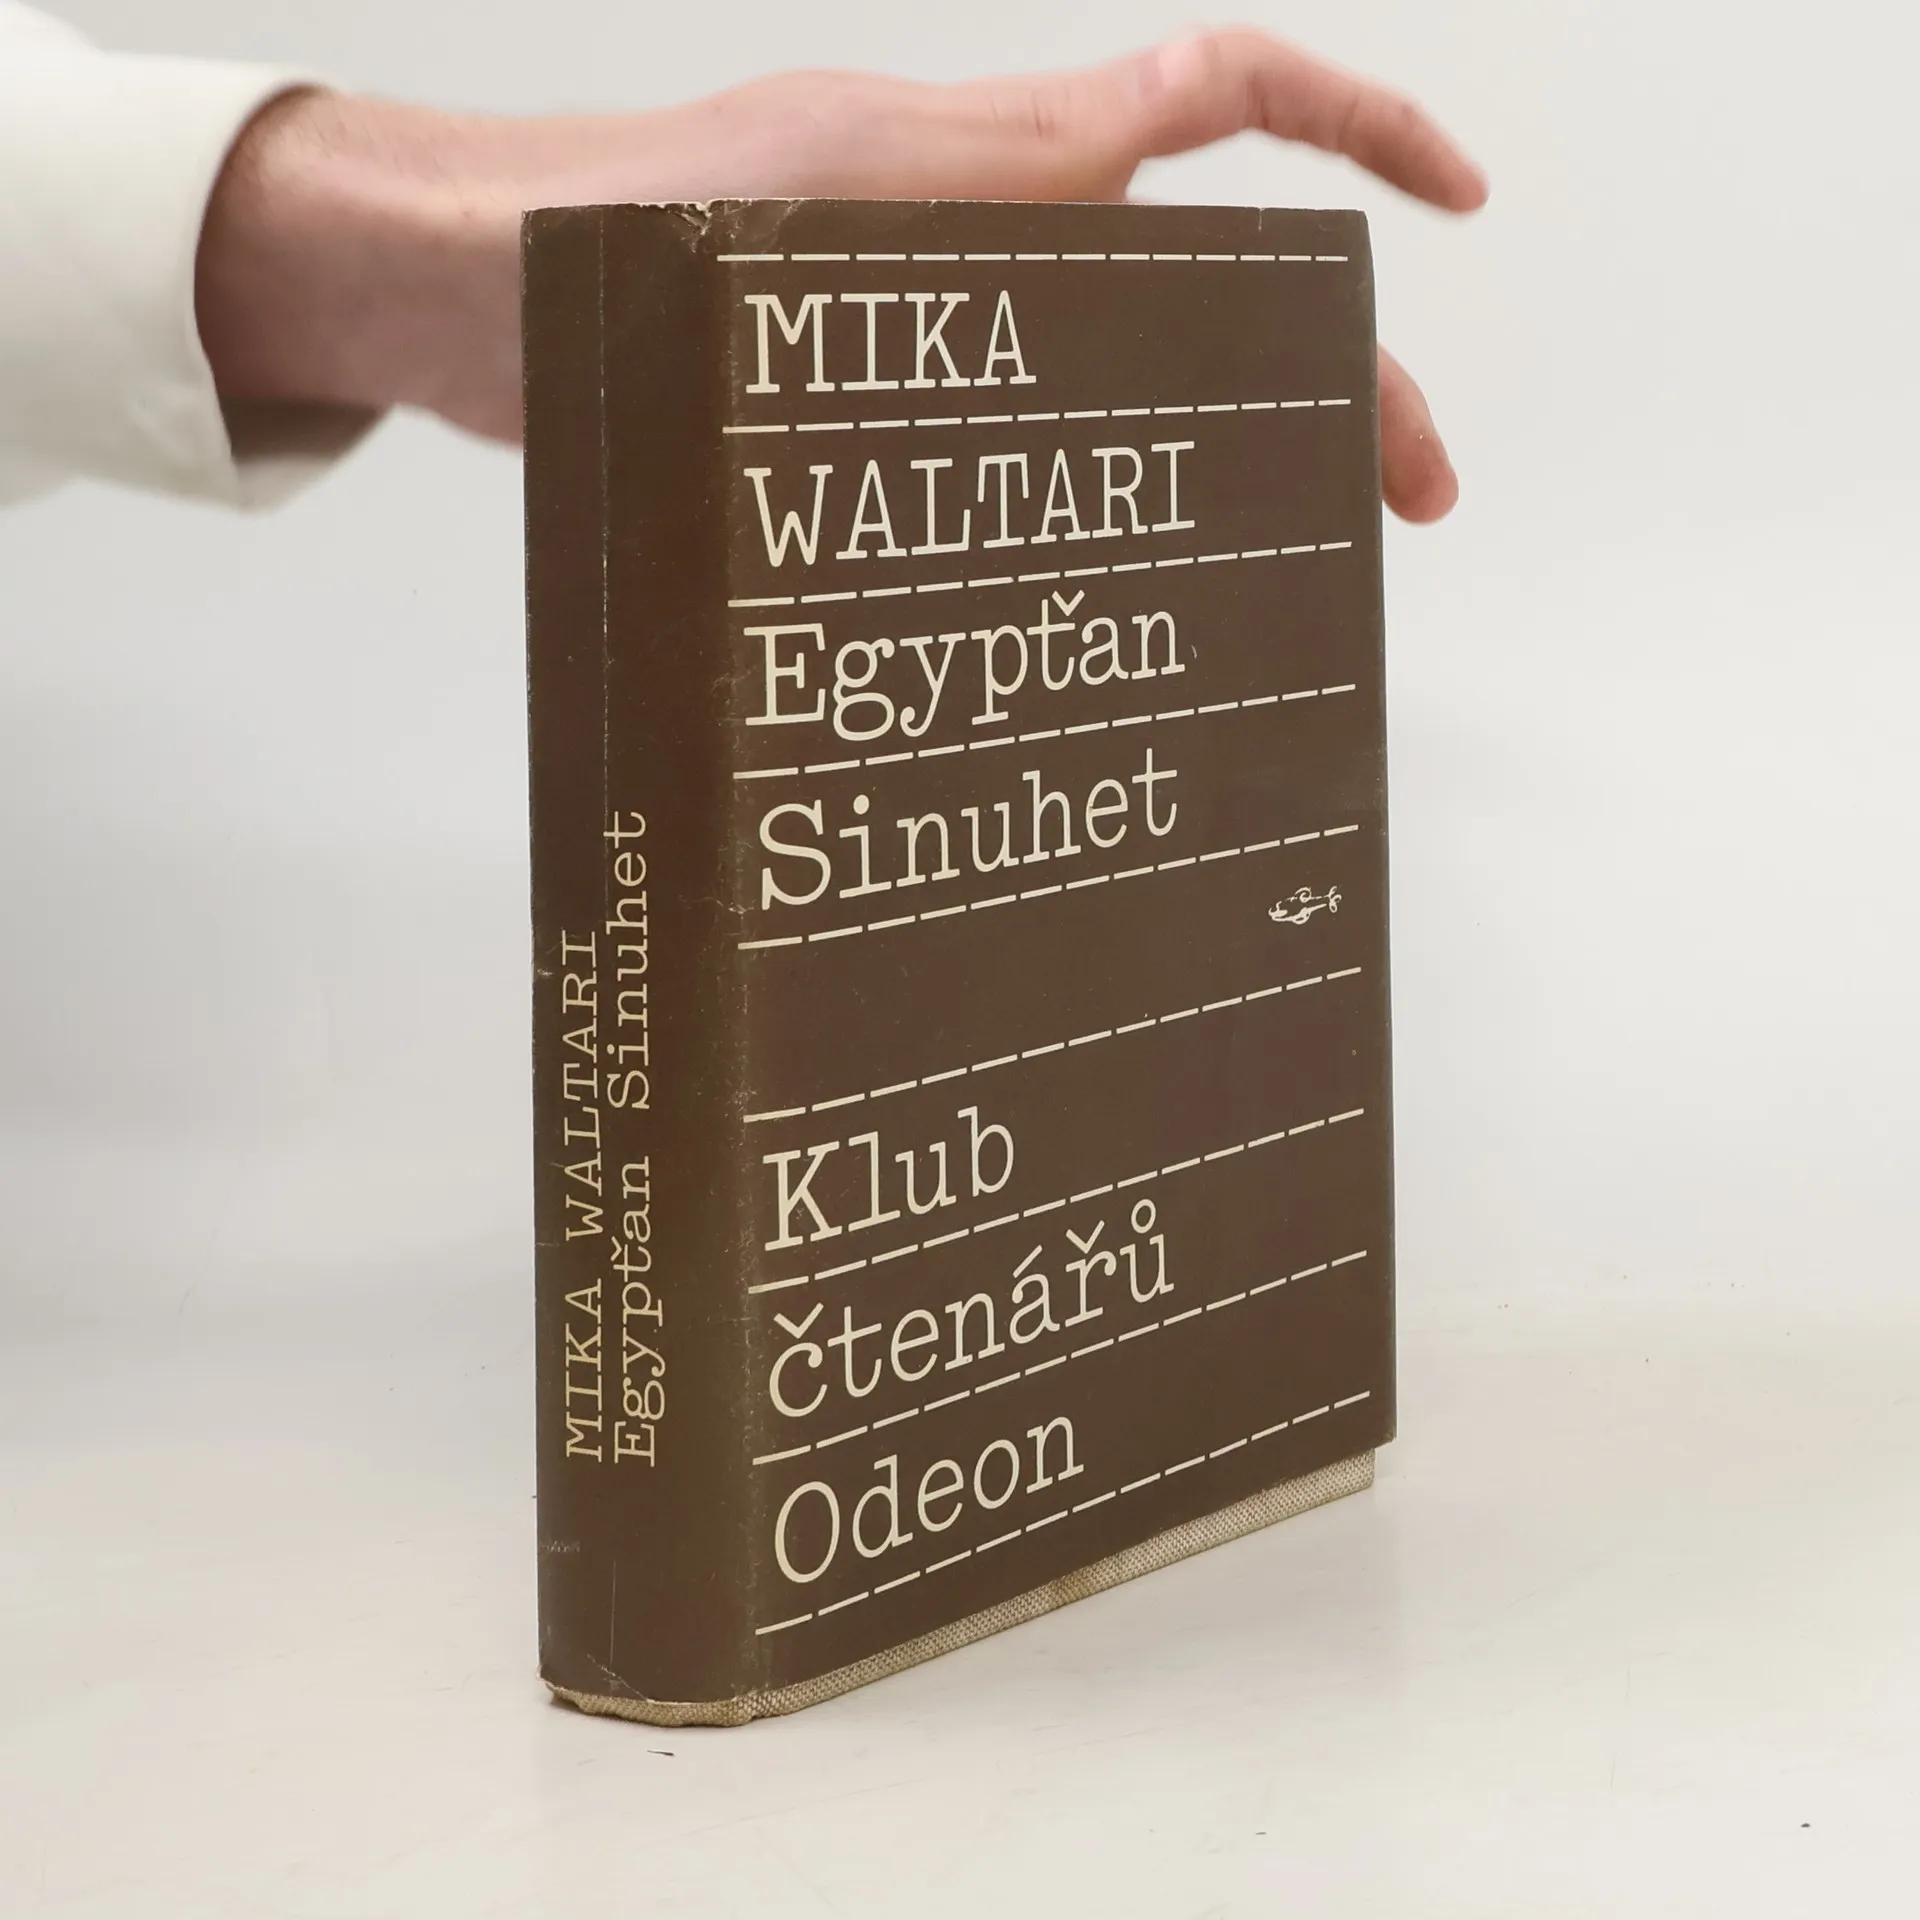 MIKA
WALTARI
Egypťan
Sinuhet
Klub
čtenářů
Odeon
MIKA WALTARI
Egypťan Sinuhet